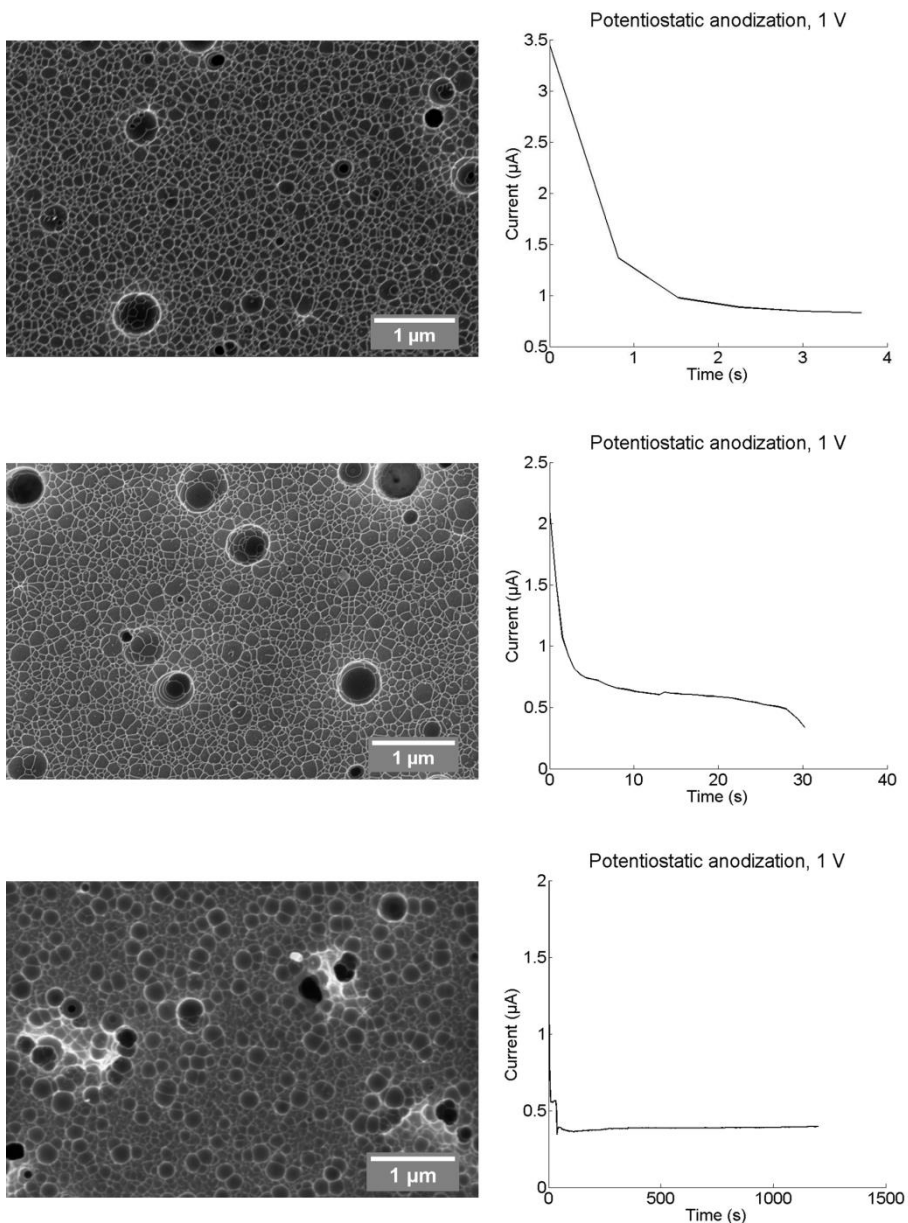 1 µm
Potentiostatic anodization, 1 V
3.5
3
2.5
2
1.5
1
0.5
Current (µA)
0 1 2 3 4
Time (s)
1 µm
Potentiostatic anodization, 1 V
2.5
2
1.5
1
0.5
0
Current (µA)
0 10 20 30 40
Time (s)
1 µm
Potentiostatic anodization, 1 V
2
1.5
1
0.5
0
Current (µA)
0 500 1000 1500
Time (s)